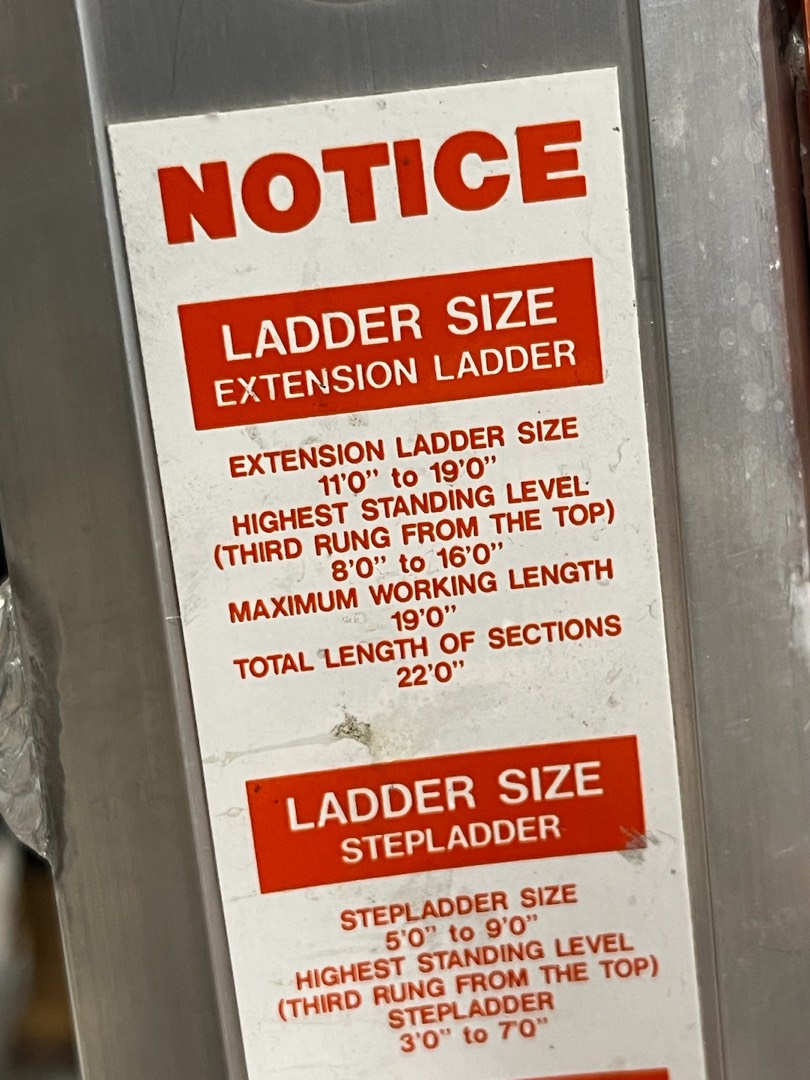 NOTICE
LADDER SIZE
EXTENSION LADDER
EXTENSION LADDER SIZE
11'0" to 19'0"
HIGHEST STANDING LEVEL
(THIRD RUNG FROM THE TOP)
8'0" to 16'0"
MAXIMUM WORKING LENGTH
19'0"
TOTAL LENGTH OF SECTIONS
22'0"
LADDER SIZE
STEPLADDER
STEPLADDER SIZE
5'0" to 9'0"
HIGHEST STANDING LEVEL
(THIRD RUNG FROM THE TOP)
STEPLADDER
3'0" to 7'0"